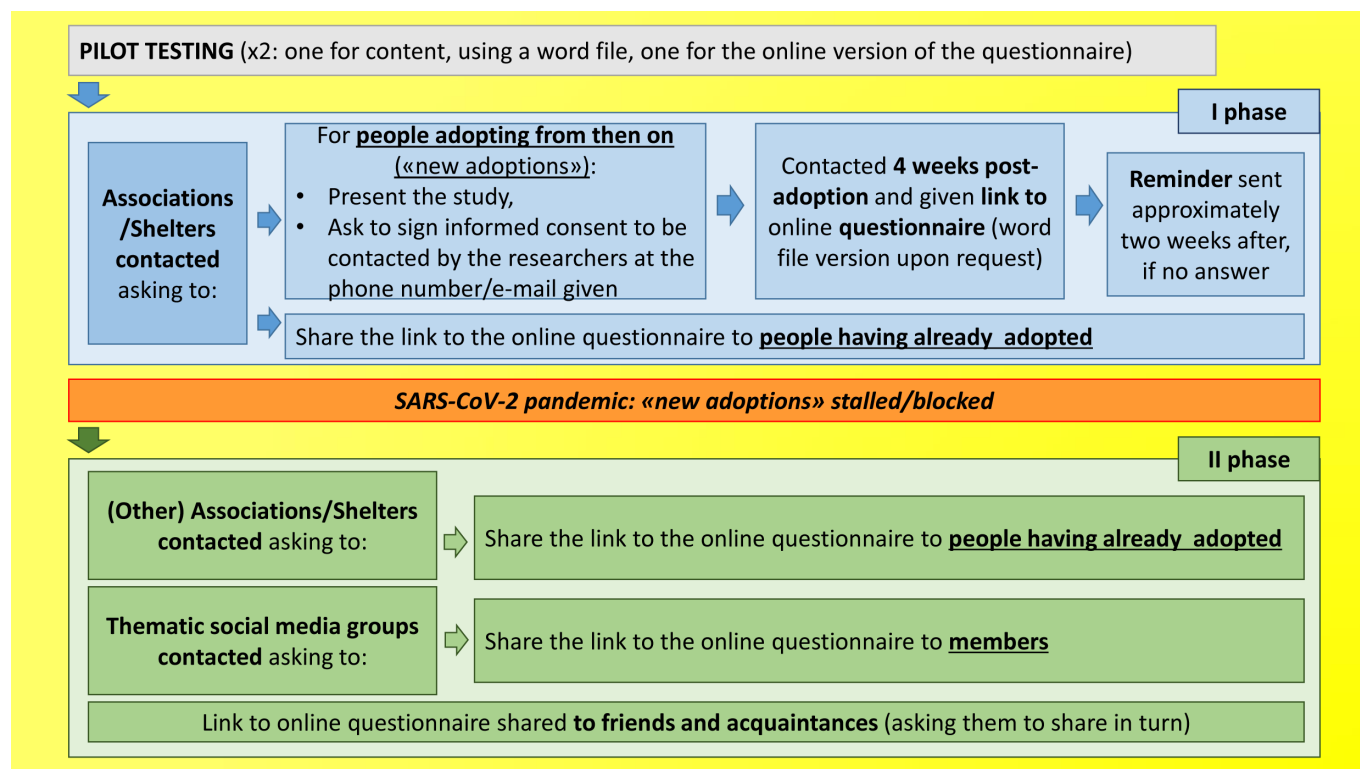 PILOT TESTING (x2: one for content, using a word file, one for the online version of the questionnaire)
I phase
Associations
/Shelters
contacted
asking to:
For people adopting from then on
(«new adoptions»):
• Present the study,
• Ask to sign informed consent to be
contacted by the researchers at the
phone number/e-mail given
Contacted 4 weeks post-
adoption and given link to
online questionnaire (word
file version upon request)
Reminder sent
approximately
two weeks after,
if no answer
Share the link to the online questionnaire to people having already adopted
SARS-CoV-2 pandemic: «new adoptions» stalled/blocked
II phase
(Other) Associations/Shelters
contacted asking to:
Share the link to the online questionnaire to people having already adopted
Thematic social media groups
contacted asking to:
Share the link to the online questionnaire to members
Link to online questionnaire shared to friends and acquaintances (asking them to share in turn)